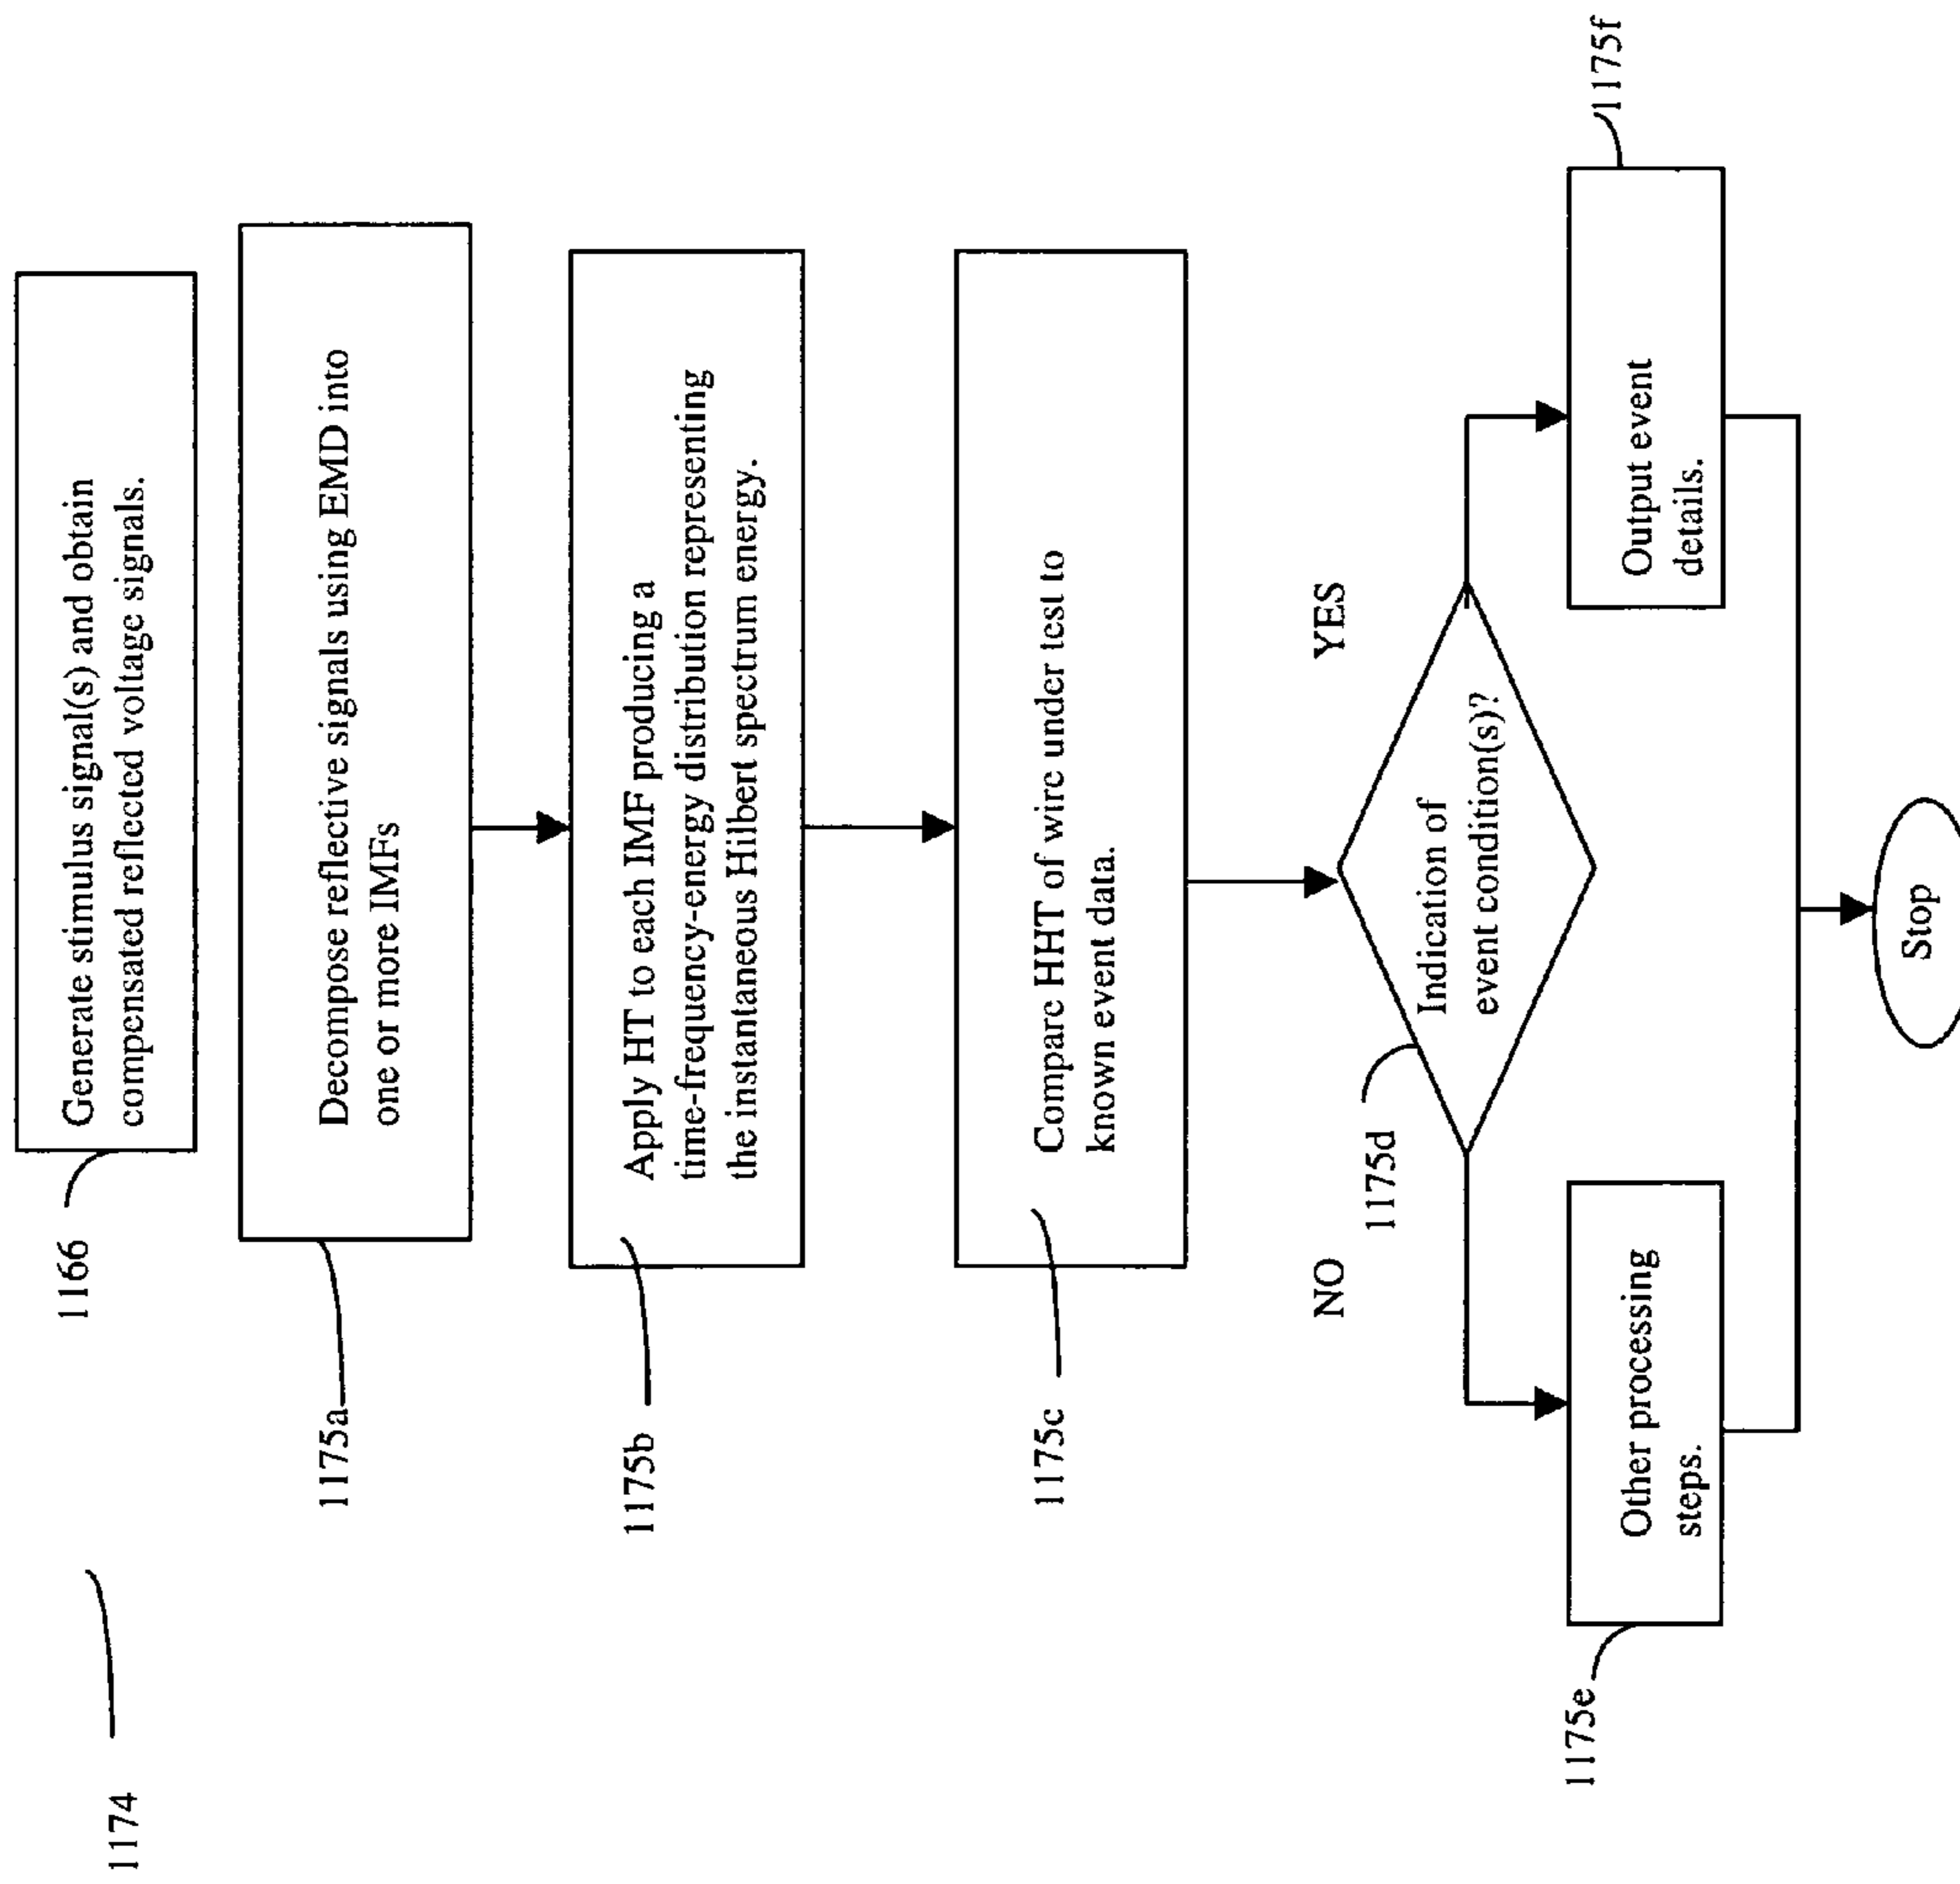 1174
1166
Generate stimulus signal(s) and obtain
compensated reflected voltage signals.
1175a
Decompose reflective signals using EMD into
one or more IMFs
1175b
Apply HT to each IMF producing a
time-frequency-energy distribution representing
the instantaneous Hilbert spectrum energy.
1175c
Compare HHT of wire under test to
known event data.
NO
YES
1175d
Indication of
event condition(s)?
1175e
Other processing
steps.
Output event
details.
1175f
Stop